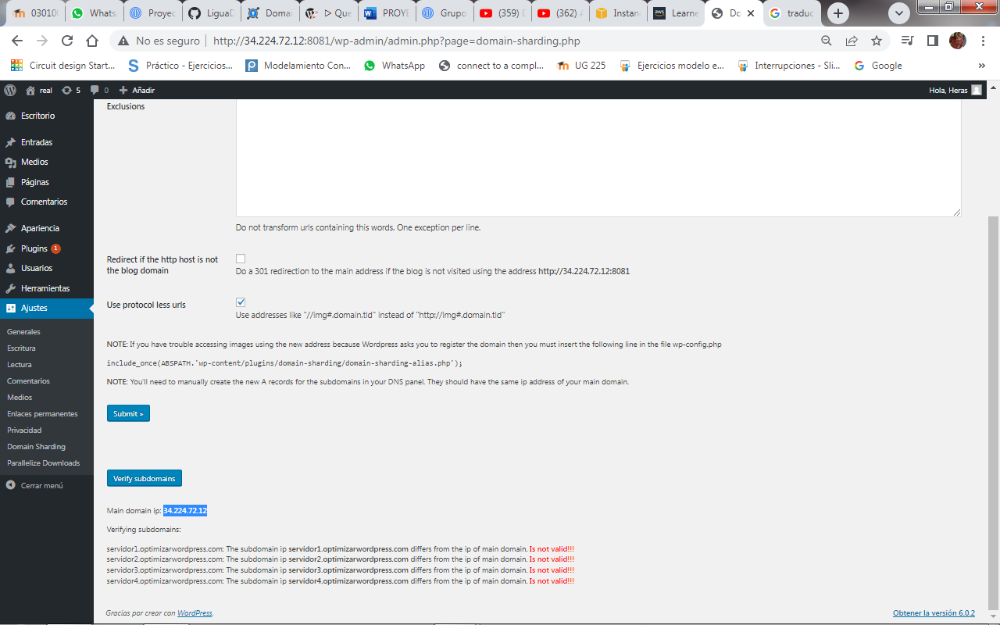 03010
Whats
Proyec
LiguaD
Domai
▷ Que
PROYE
Grupo
(359)
(362) A
Instan
Learne
Do
traduc
No es seguro | http://34.224.72.12:8081/wp-admin/admin.php?page=domain-sharding.php
Circuit design Start...
Práctico - Ejercicios...
Modelamiento Con...
WhatsApp
connect to a compl...
UG 225
Ejercicios modelo e...
Interrupciones - Sli...
Google
»
real
5
0
Añadir
Hola, Heras
Escritorio
Entradas
Medios
Páginas
Comentarios
Apariencia
Plugins 1
Usuarios
Herramientas
Ajustes
Generales
Escritura
Lectura
Comentarios
Medios
Enlaces permanentes
Privacidad
Domain Sharding
Parallelize Downloads
Cerrar menú
Exclusions
Do not transform urls containing this words. One exception per line.
Redirect if the http host is not
the blog domain
Do a 301 redirection to the main address if the blog is not visited using the address http://34.224.72.12:8081
Use protocol less urls
Use addresses like "//img#.domain.tld" instead of "http://img#.domain.tld"
NOTE: If you have trouble accessing images using the new address because Wordpress asks you to register the domain then you must insert the following line in the file wp-config.php
include_once(ABSPATH.'wp-content/plugins/domain-sharding/domain-sharding-alias.php');
NOTE: You'll need to manually create the new A records for the subdomains in your DNS panel. They should have the same ip address of your main domain.
Submit »
Verify subdomains
Main domain ip: 34.224.72.12
Verifying subdomains:
servidor1.optimizarwordpress.com: The subdomain ip servidor1.optimizarwordpress.com differs from the ip of main domain. Is not valid!!!
servidor2.optimizarwordpress.com: The subdomain ip servidor2.optimizarwordpress.com differs from the ip of main domain. Is not valid!!!
servidor3.optimizarwordpress.com: The subdomain ip servidor3.optimizarwordpress.com differs from the ip of main domain. Is not valid!!!
servidor4.optimizarwordpress.com: The subdomain ip servidor4.optimizarwordpress.com differs from the ip of main domain. Is not valid!!!
Gracias por crear con WordPress.
Obtener la versión 6.0.2